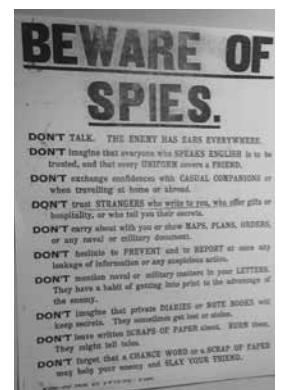 BEWARE OF
SPIES.
DON'T TALK. THE ENEMY HAS EARS EVERYWHERE.
DON'T imagine that everyone who SPEAKS ENGLISH is to be
trusted, and that every UNIFORM covers a FRIEND.
DON'T exchange confidences with CASUAL COMPANIONS or
when travelling at home or abroad.
DON'T trust STRANGERS who write to you, who offer gifts or
hospitality, or who tell you their secrets.
DON'T carry about with you or show MAPS, PLANS, ORDERS,
or any naval or military document.
DON'T hesitate to PREVENT and to REPORT at once any
leakage of information or any suspicious action.
DON'T mention naval or military matters in your LETTERS.
They have a habit of getting into print to the advantage of
the enemy.
DON'T imagine that private DIARIES or NOTE BOOKS will
keep secrets. They sometimes get lost or stolen.
DON'T leave written SCRAPS OF PAPER about. BURN them.
They might tell tales.
DON'T forget that a CHANCE WORD or a SCRAP OF PAPER
may help your enemy and SLAY YOUR FRIEND.